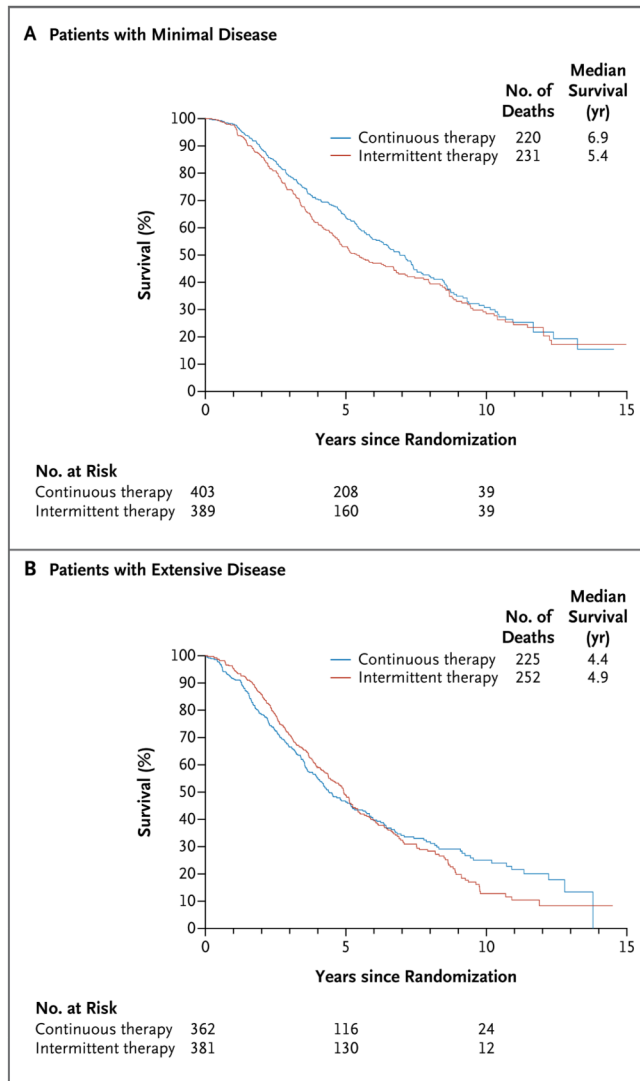 A Patients with Minimal Disease
No. of Deaths Median Survival (yr)
Continuous therapy 220 6.9
Intermittent therapy 231 5.4
Survival (%)
100
90
80
70
60
50
40
30
20
10
0
0 5 10 15
Years since Randomization
No. at Risk
Continuous therapy 403 208 39
Intermittent therapy 389 160 39
B Patients with Extensive Disease
No. of Deaths Median Survival (yr)
Continuous therapy 225 4.4
Intermittent therapy 252 4.9
Survival (%)
100
90
80
70
60
50
40
30
20
10
0
0 5 10 15
Years since Randomization
No. at Risk
Continuous therapy 362 116 24
Intermittent therapy 381 130 12